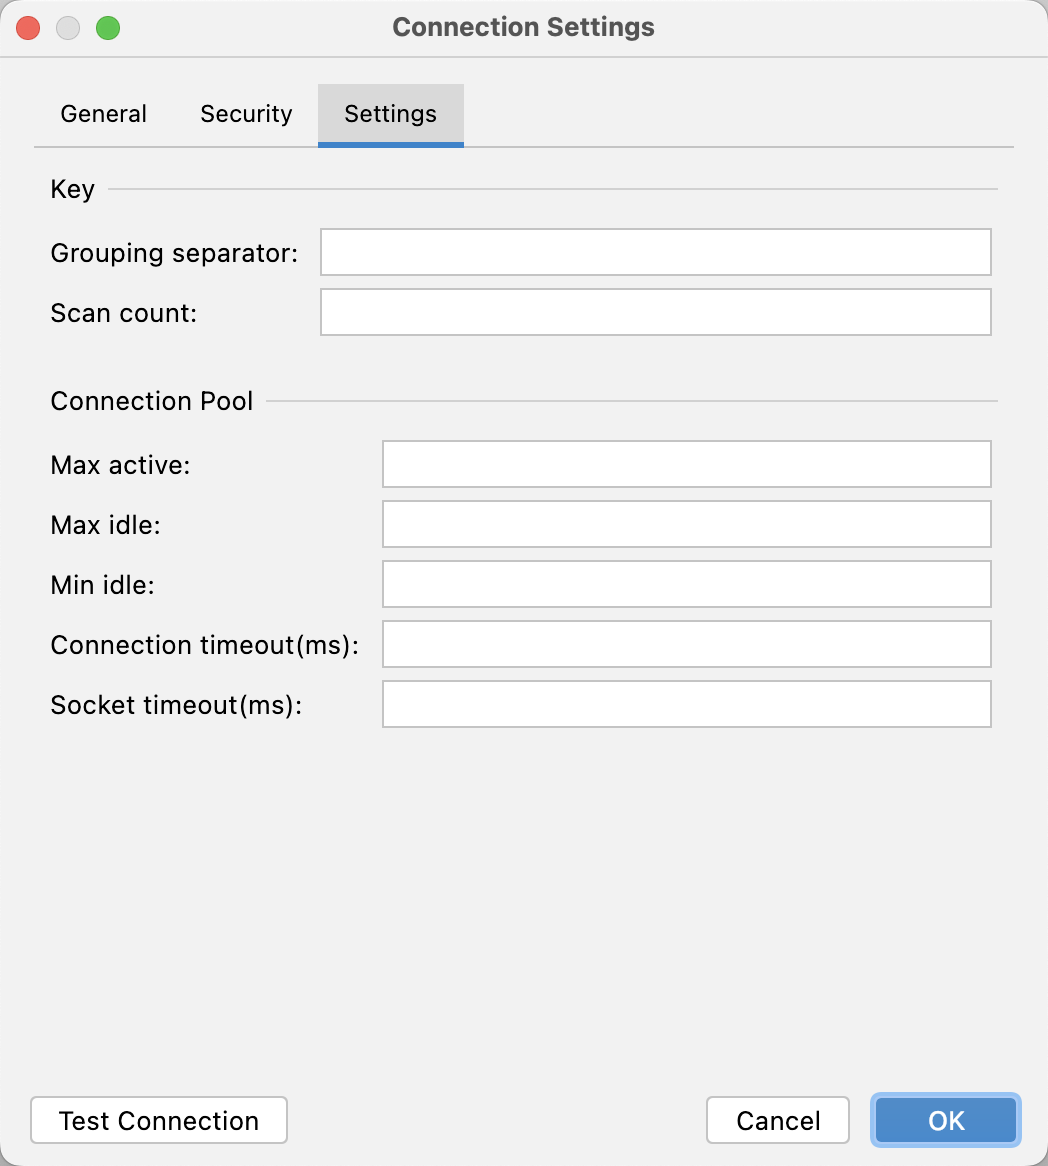 Connection Settings
General Security Settings
Key
Grouping separator:
Scan count:
Connection Pool
Max active:
Max idle:
Min idle:
Connection timeout(ms):
Socket timeout(ms):
Test Connection Cancel OK